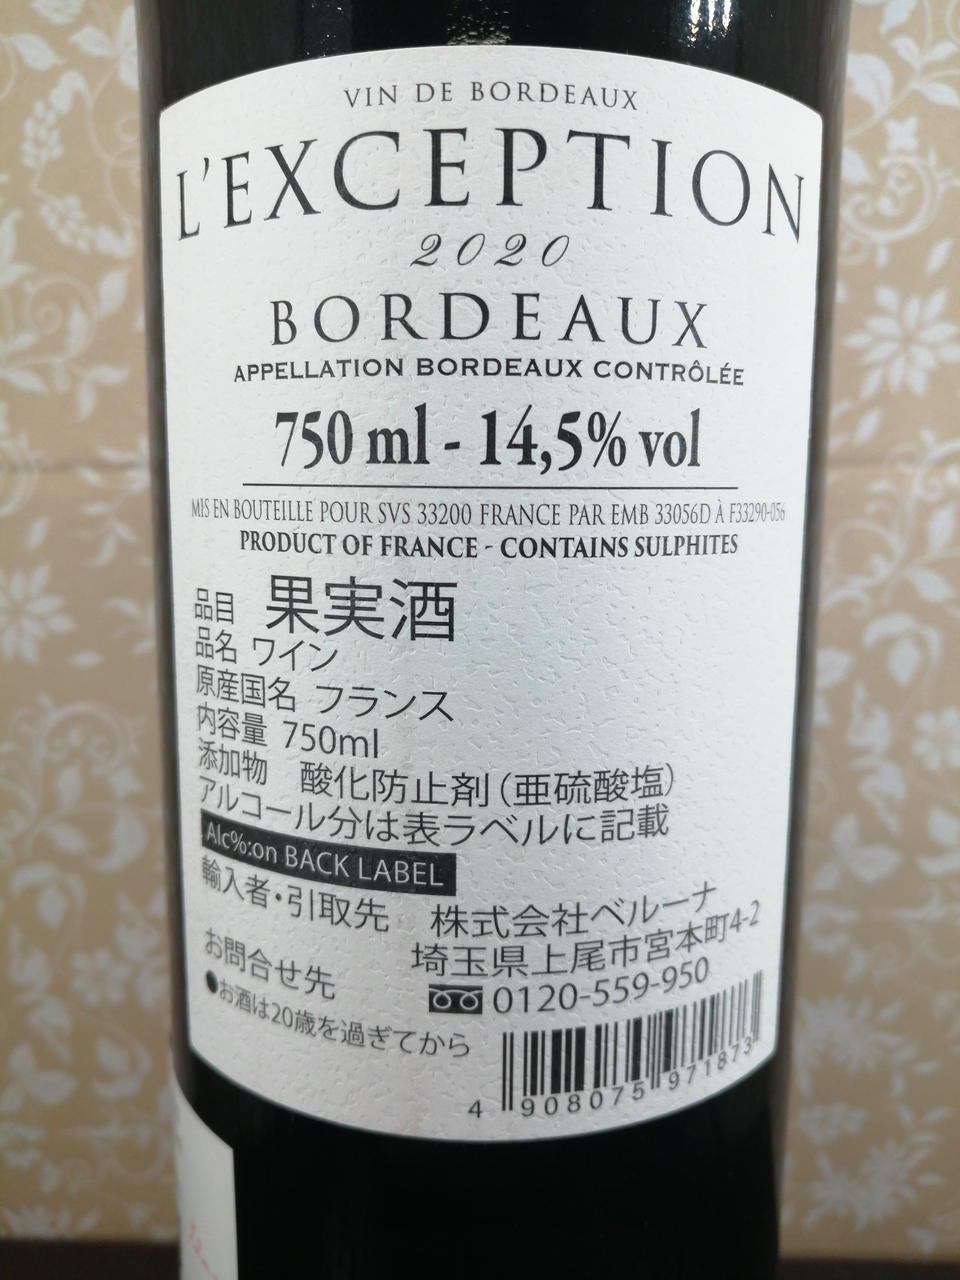 VIN DE BORDEAUX
L'EXCEPTION
2020
BORDEAUX
APPELLATION BORDEAUX CONTRÔLÉE
750 ml - 14,5% vol
MIS EN BOUTEILLE POUR SVS 33200 FRANCE PAR EMB 33056D À F33290-056
PRODUCT OF FRANCE - CONTAINS SULPHITES
品目 果実酒
品名 ワイン
原産国名 フランス
内容量 750ml
添加物 酸化防止剤(亜硫酸塩)
アルコール分は表ラベルに記載
Alc%:on BACK LABEL
輸入者・引取先 株式会社ベルーナ
埼玉県上尾市宮本町4-2
お問合せ先 0120-559-950
●お酒は20歳を過ぎてから
4 908075 971873